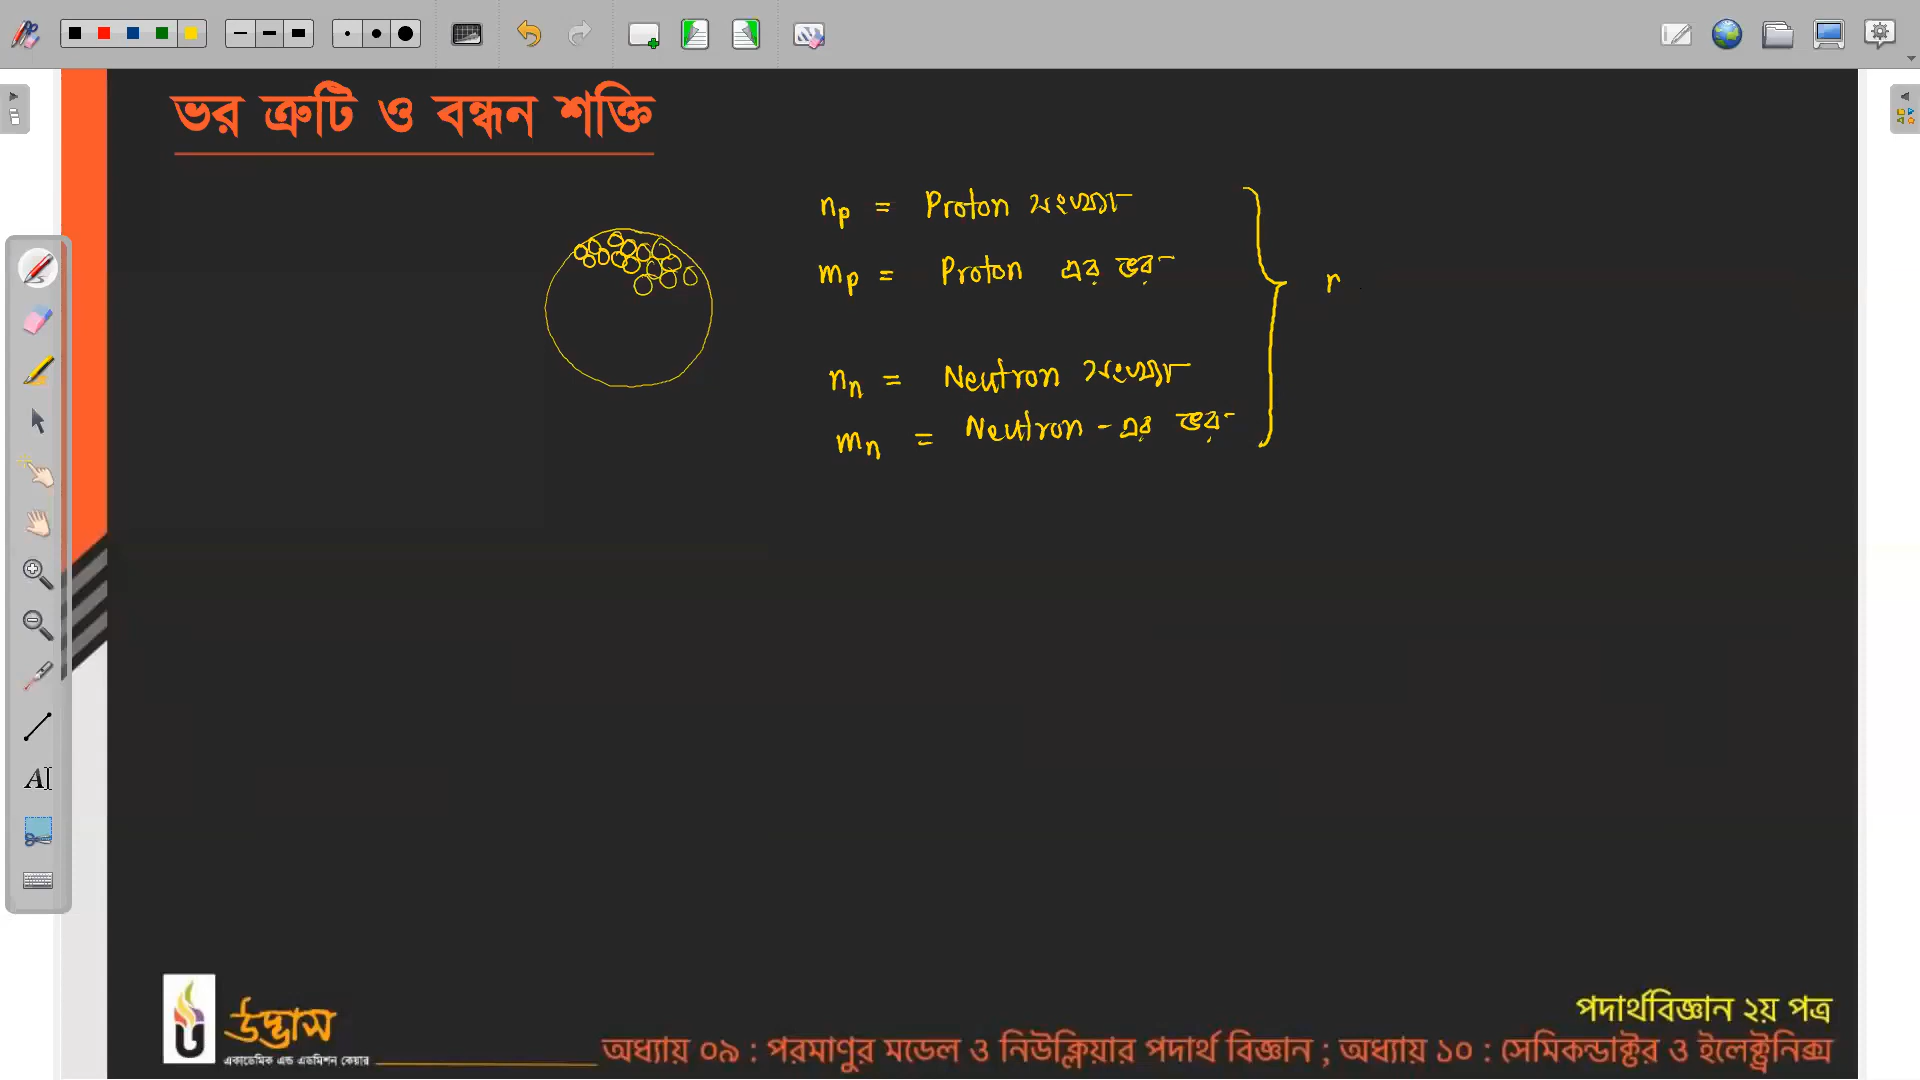 ভর ত্রুটি ও বন্ধন শক্তি
np = Proton সংখ্যা
mp = Proton এর ভর
nn = Neutron সংখ্যা
mn = Neutron - এর ভর
r
উদ্ভাস
একাডেমিক এন্ড এডমিশন কেয়ার
পদার্থবিজ্ঞান ২য় পত্র
অধ্যায় ০৯ : পরমাণুর মডেল ও নিউক্লিয়ার পদার্থ বিজ্ঞান ; অধ্যায় ১০ : সেমিকন্ডাক্টর ও ইলেক্ট্রনিক্স